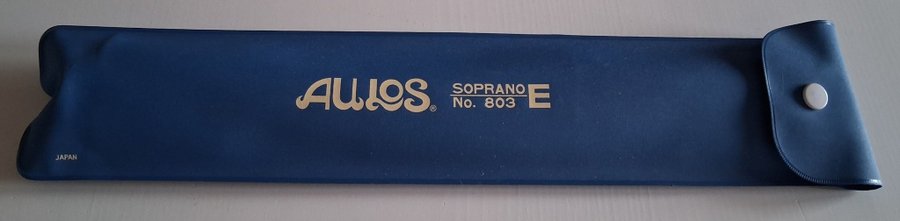 AULOS®
SOPRANO
No. 803 E
JAPAN